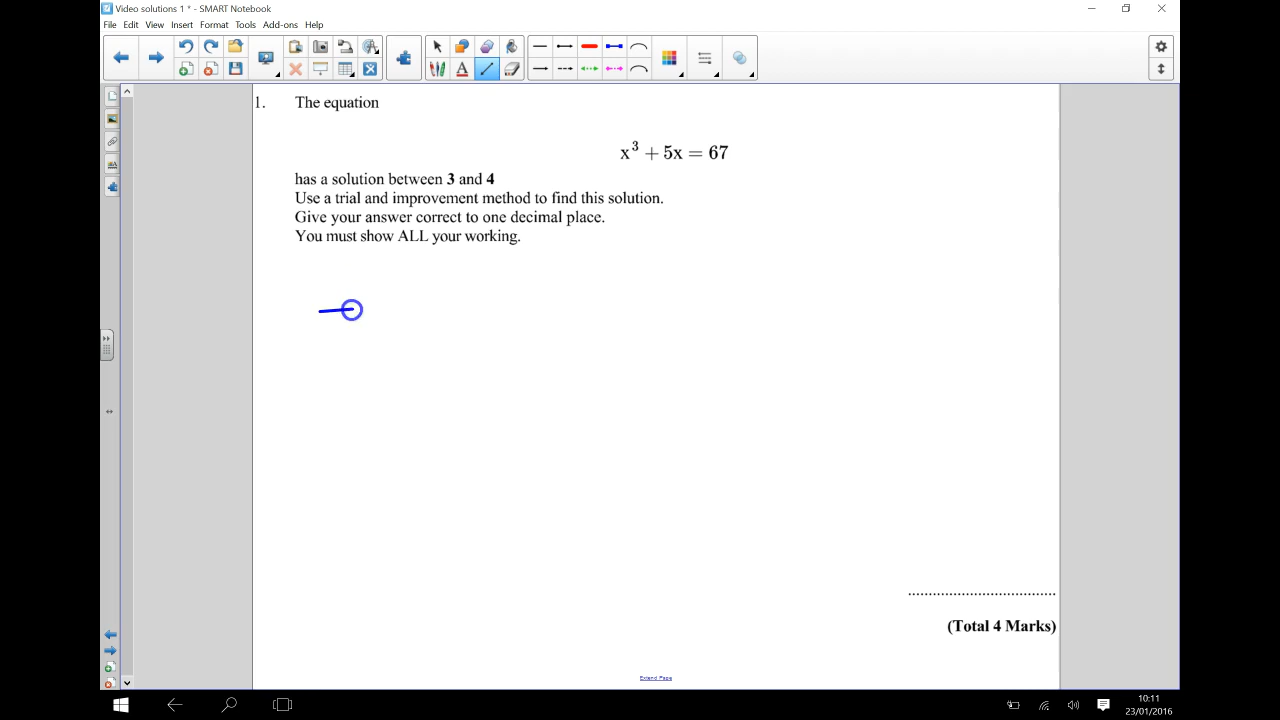 Video solutions 1 * - SMART Notebook
File Edit View Insert Format Tools Add-ons Help
1. The equation
x³ + 5x = 67
has a solution between 3 and 4
Use a trial and improvement method to find this solution.
Give your answer correct to one decimal place.
You must show ALL your working.
....................................
(Total 4 Marks)
Extend Page
10:11
23/01/2016